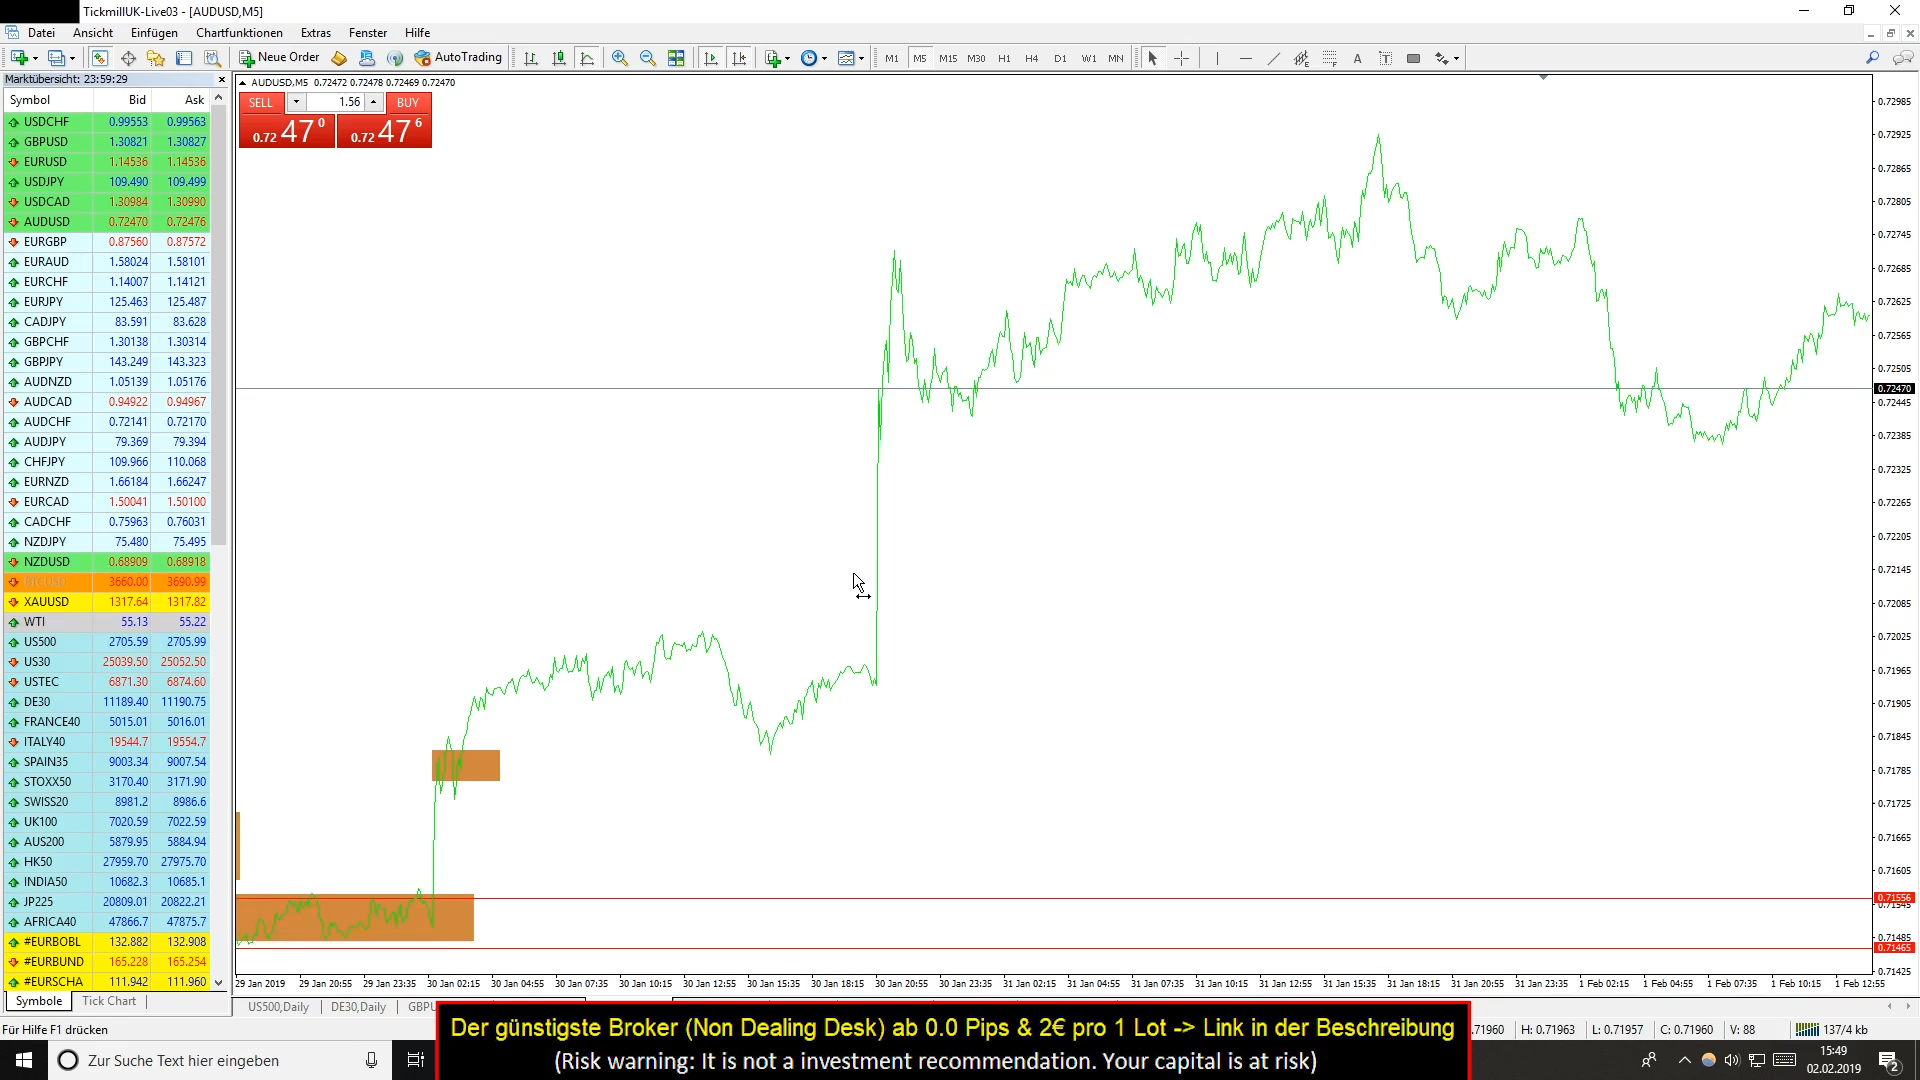 TickmillUK-Live03 - [AUDUSD,M5]
Datei Ansicht Einfügen Chartfunktionen Extras Fenster Hilfe
New Order AutoTrading M1 M5 M15 M30 H1 H4 D1 W1 MN
Marktübersicht: 23:59:29
Symbol Bid Ask
USDCHF 0.99553 0.99563
GBPUSD 1.30821 1.30827
EURUSD 1.14536 1.14536
USDJPY 109.490 109.499
USDCAD 1.30984 1.30990
AUDUSD 0.72470 0.72476
EURGBP 0.87560 0.87572
EURAUD 1.58024 1.58101
EURCHF 1.14007 1.14121
EURJPY 125.463 125.487
CADJPY 83.591 83.628
GBPCHF 1.30138 1.30314
GBPJPY 143.249 143.323
AUDNZD 1.05139 1.05176
AUDCAD 0.94922 0.94967
AUDCHF 0.72141 0.72170
AUDJPY 79.369 79.394
CHFJPY 109.966 110.068
EURNZD 1.66184 1.66247
EURCAD 1.50041 1.50100
CADCHF 0.75963 0.76031
NZDJPY 75.480 75.495
NZDUSD 0.68909 0.68918
3660.00 3690.99
XAUUSD 1317.64 1317.82
WTI 55.13 55.22
US500 2705.59 2705.99
US30 25039.50 25052.50
USTEC 6871.30 6874.60
DE30 11189.40 11190.75
FRANCE40 5015.01 5016.01
ITALY40 19544.7 19554.7
SPAIN35 9003.34 9007.54
STOXX50 3170.40 3171.90
SWISS20 8981.2 8986.6
UK100 7020.59 7022.59
AUS200 5879.95 5884.94
HK50 27959.70 27975.70
INDIA50 10682.3 10685.1
JP225 20809.01 20822.21
AFRICA40 47866.7 47875.7
#EURBOBL 132.882 132.908
#EURBUND 165.228 165.254
#EURSCHA 111.942 111.960
Symbole Tick Chart
AUDUSD,M5 0.72472 0.72478 0.72469 0.72470
SELL 1.56 BUY
0.72 47 0 0.72 47 6
0.72985
0.72925
0.72865
0.72805
0.72745
0.72685
0.72625
0.72565
0.72505
0.72470
0.72445
0.72385
0.72325
0.72265
0.72205
0.72145
0.72085
0.72025
0.71965
0.71905
0.71845
0.71785
0.71725
0.71665
0.71605
0.71556
0.71545
0.71485
0.71465
0.71425
29 Jan 2019 29 Jan 20:55 29 Jan 23:35 30 Jan 02:15 30 Jan 04:55 30 Jan 07:35 30 Jan 10:15 30 Jan 12:55 30 Jan 15:35 30 Jan 18:15 30 Jan 20:55 30 Jan 23:35 31 Jan 02:15 31 Jan 04:55 31 Jan 07:35 31 Jan 10:15 31 Jan 12:55 31 Jan 15:35 31 Jan 18:15 31 Jan 20:55 31 Jan 23:35 1 Feb 02:15 1 Feb 04:55 1 Feb 07:35 1 Feb 10:15 1 Feb 12:55
US500,Daily DE30,Daily GBPU
Für Hilfe F1 drücken .71960 H: 0.71963 L: 0.71957 C: 0.71960 V: 88 137/4 kb
Der günstigste Broker (Non Dealing Desk) ab 0.0 Pips & 2€ pro 1 Lot -> Link in der Beschreibung
(Risk warning: It is not a investment recommendation. Your capital is at risk)
Zur Suche Text hier eingeben
15:49
02.02.2019
2